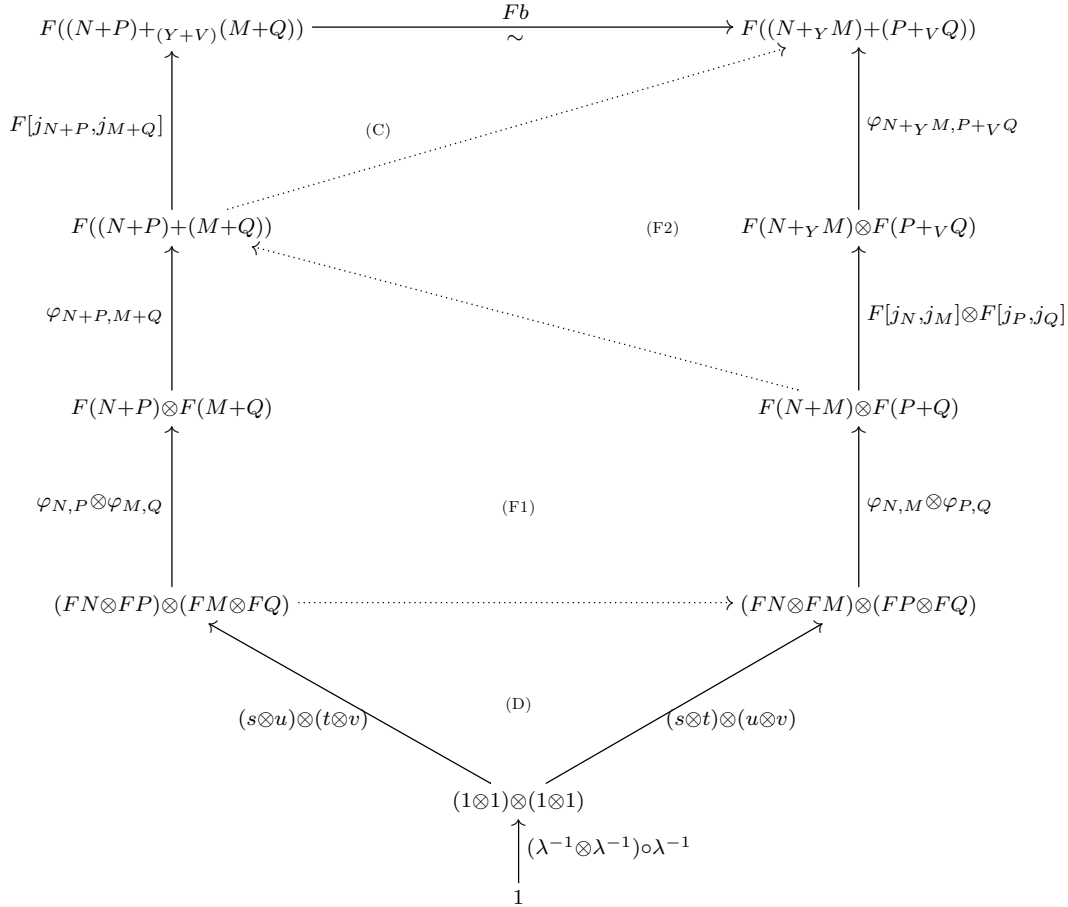 Fb
F((N+P)+₍Y+V₎(M+Q)) ∼ F((N+_Y M)+(P+_V Q))
F[j_{N+P},j_{M+Q}] (C) φ_{N+_Y M,P+_V Q}
F((N+P)+(M+Q)) (F2) F(N+_Y M)⊗F(P+_V Q)
φ_{N+P,M+Q} F[j_N,j_M]⊗F[j_P,j_Q]
F(N+P)⊗F(M+Q) F(N+M)⊗F(P+Q)
φ_{N,P}⊗φ_{M,Q} (F1) φ_{N,M}⊗φ_{P,Q}
(FN⊗FP)⊗(FM⊗FQ) (FN⊗FM)⊗(FP⊗FQ)
(D)
(s⊗u)⊗(t⊗v) (s⊗t)⊗(u⊗v)
(1⊗1)⊗(1⊗1)
(λ⁻¹⊗λ⁻¹)∘λ⁻¹
1